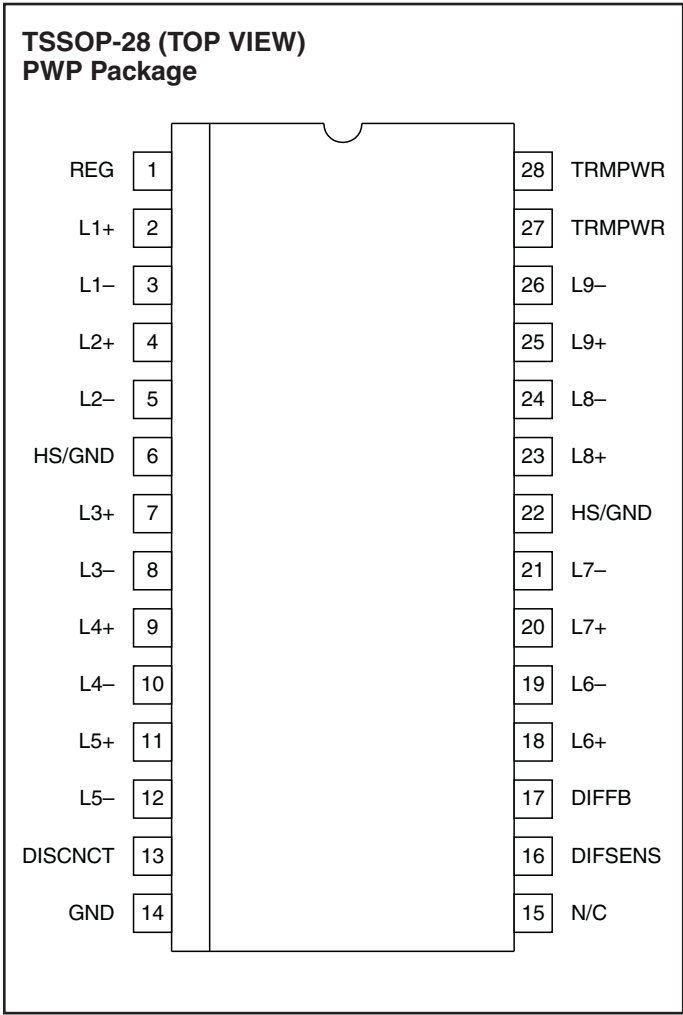 TSSOP-28 (TOP VIEW)
PWP Package
REG 1
L1+ 2
L1– 3
L2+ 4
L2– 5
HS/GND 6
L3+ 7
L3– 8
L4+ 9
L4– 10
L5+ 11
L5– 12
DISCNCT 13
GND 14
28 TRMPWR
27 TRMPWR
26 L9–
25 L9+
24 L8–
23 L8+
22 HS/GND
21 L7–
20 L7+
19 L6–
18 L6+
17 DIFFB
16 DIFSENS
15 N/C